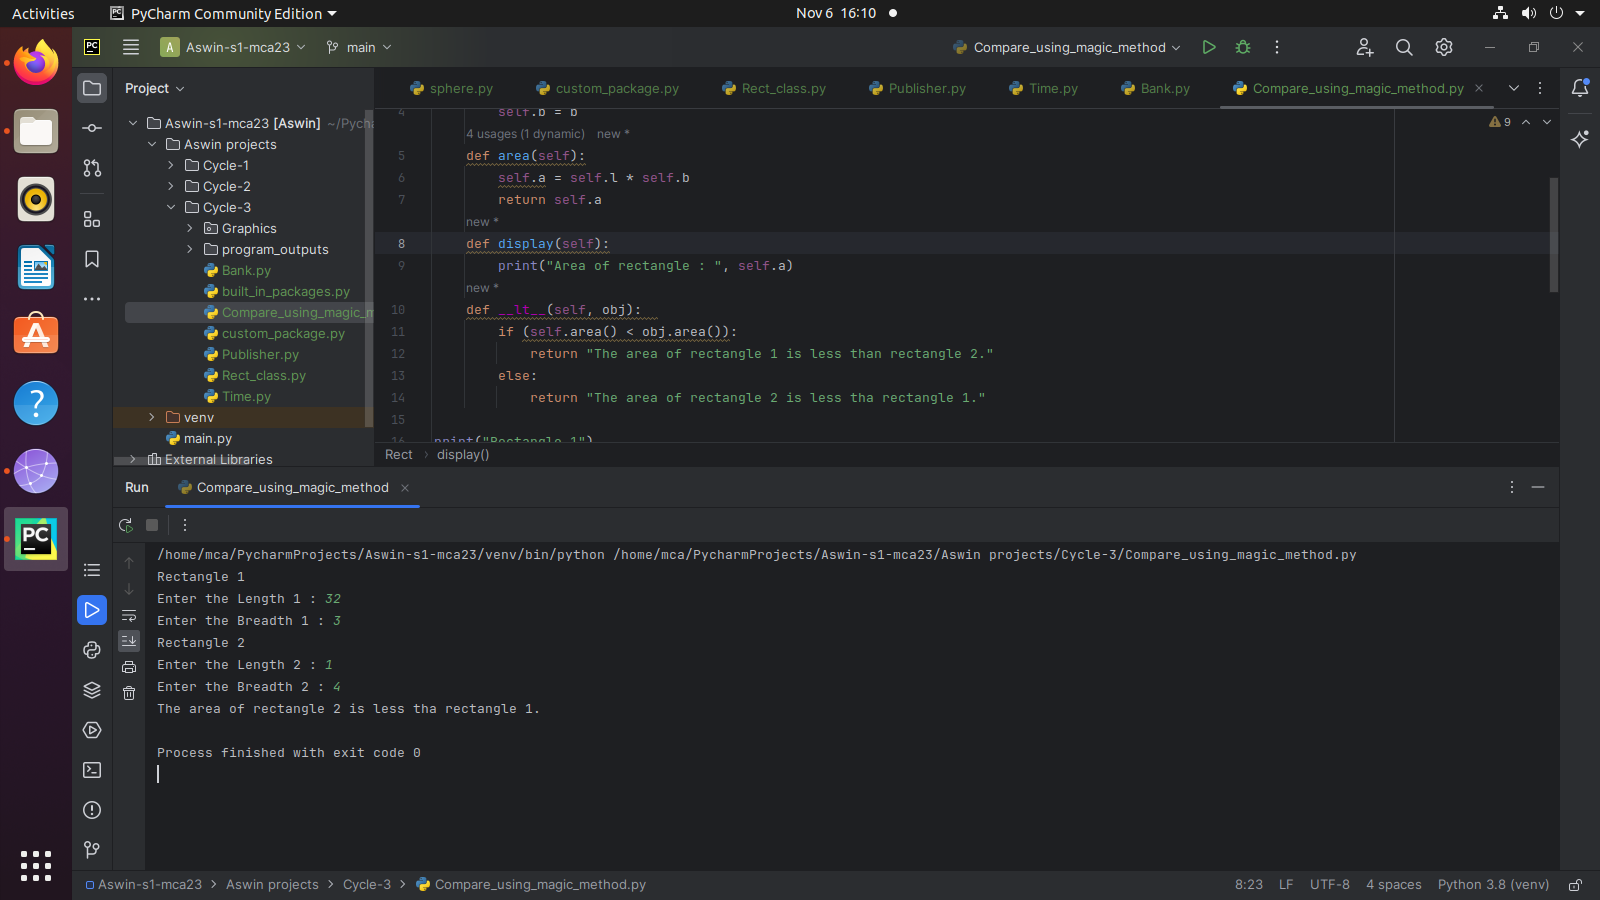 Activities PyCharm Community Edition Nov 6 16:10
PC A Aswin-s1-mca23 main Compare_using_magic_method
Project
sphere.py custom_package.py Rect_class.py Publisher.py Time.py Bank.py Compare_using_magic_method.py
Aswin-s1-mca23 [Aswin] ~/Pycha
Aswin projects
Cycle-1
Cycle-2
Cycle-3
Graphics
program_outputs
Bank.py
built_in_packages.py
Compare_using_magic_m
custom_package.py
Publisher.py
Rect_class.py
Time.py
venv
main.py
External Libraries
9
4 self.b = b
4 usages (1 dynamic) new *
5 def area(self):
6 self.a = self.l * self.b
7 return self.a
new *
8 def display(self):
9 print("Area of rectangle : ", self.a)
new *
10 def __lt__(self, obj):
11 if (self.area() < obj.area()):
12 return "The area of rectangle 1 is less than rectangle 2."
13 else:
14 return "The area of rectangle 2 is less tha rectangle 1."
15
16 print("Rectangle 1")
Rect › display()
PC
Run Compare_using_magic_method
/home/mca/PycharmProjects/Aswin-s1-mca23/venv/bin/python /home/mca/PycharmProjects/Aswin-s1-mca23/Aswin projects/Cycle-3/Compare_using_magic_method.py
Rectangle 1
Enter the Length 1 : 32
Enter the Breadth 1 : 3
Rectangle 2
Enter the Length 2 : 1
Enter the Breadth 2 : 4
The area of rectangle 2 is less tha rectangle 1.
Process finished with exit code 0
Aswin-s1-mca23 › Aswin projects › Cycle-3 › Compare_using_magic_method.py 8:23 LF UTF-8 4 spaces Python 3.8 (venv)